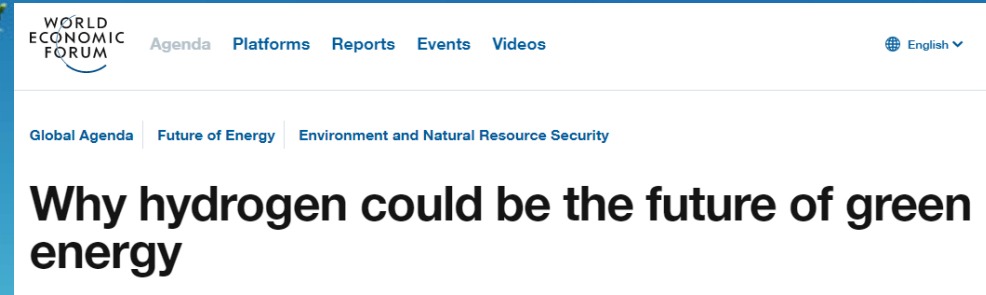 WORLD
ECONOMIC
FORUM
Agenda Platforms Reports Events Videos
English
Global Agenda Future of Energy Environment and Natural Resource Security
Why hydrogen could be the future of green
energy